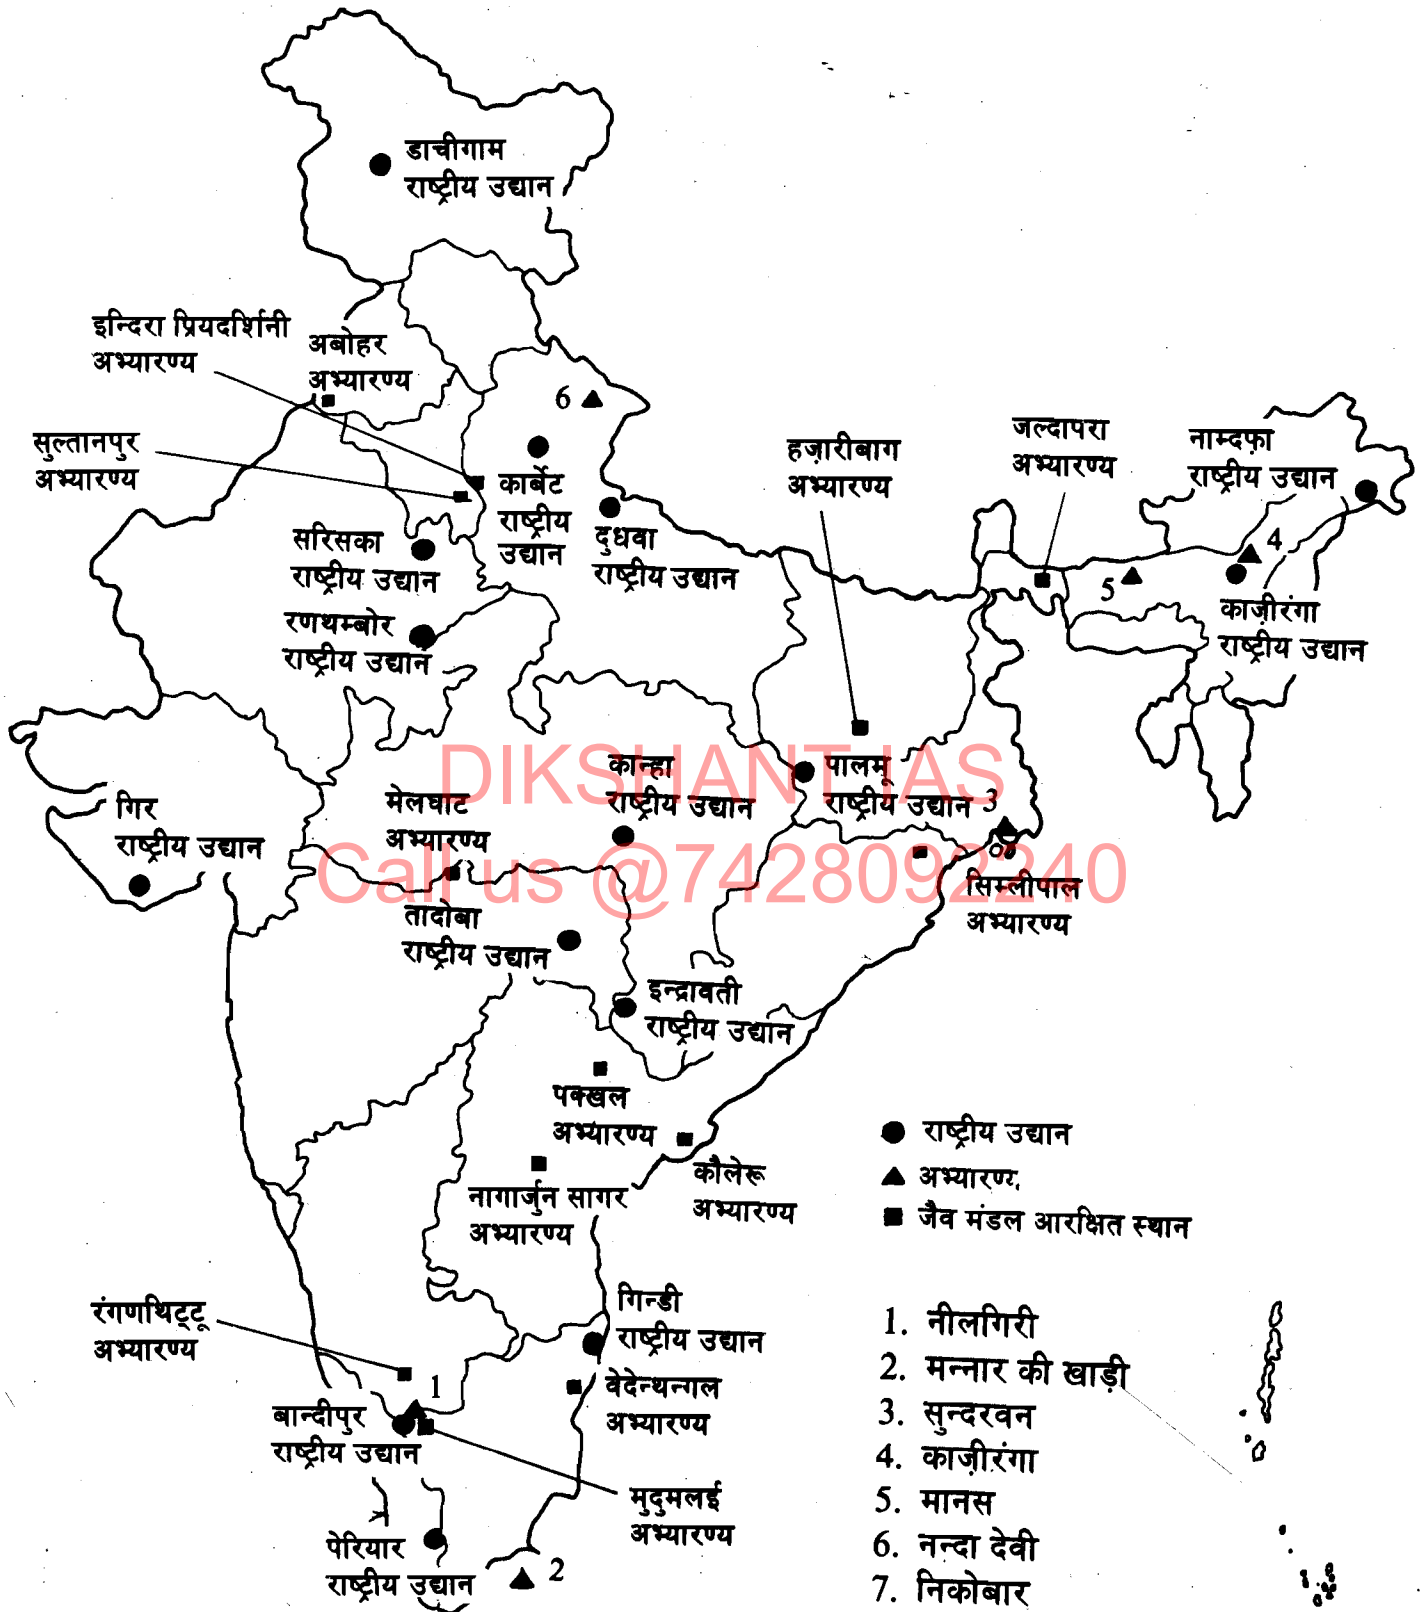 डाचीगाम
राष्ट्रीय उद्यान
इन्दिरा प्रियदर्शिनी
अभ्यारण्य
अबोहर
अभ्यारण्य
6
सुल्तानपुर
अभ्यारण्य
कार्बेट
राष्ट्रीय
उद्यान
दुधवा
राष्ट्रीय उद्यान
हज़ारीबाग
अभ्यारण्य
जल्दापरा
अभ्यारण्य
नाम्दफ़ा
राष्ट्रीय उद्यान
4
5
काज़ीरंगा
राष्ट्रीय उद्यान
सरिसका
राष्ट्रीय उद्यान
रणथम्बोर
राष्ट्रीय उद्यान
DIKSHANT IAS
Call us @7428092240
कान्हा
राष्ट्रीय उद्यान
पालमू
राष्ट्रीय उद्यान
3
गिर
राष्ट्रीय उद्यान
मेलघाट
अभ्यारण्य
सिम्लीपाल
अभ्यारण्य
तादोबा
राष्ट्रीय उद्यान
इन्द्रावती
राष्ट्रीय उद्यान
पक्खल
अभ्यारण्य
कौलेरू
अभ्यारण्य
नागार्जुन सागर
अभ्यारण्य
राष्ट्रीय उद्यान
अभ्यारण्य
जैव मंडल आरक्षित स्थान
रंगणथिट्टू
अभ्यारण्य
गिन्डी
राष्ट्रीय उद्यान
1
वेदेन्थन्गल
अभ्यारण्य
बान्दीपुर
राष्ट्रीय उद्यान
मुदुमलई
अभ्यारण्य
पेरियार
राष्ट्रीय उद्यान
2
1. नीलगिरी
2. मन्नार की खाड़ी
3. सुन्दरवन
4. काज़ीरंगा
5. मानस
6. नन्दा देवी
7. निकोबार